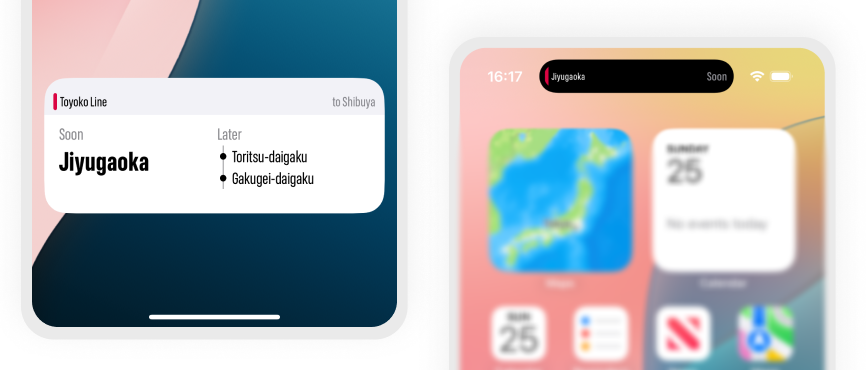 Toyoko Line
to Shibuya
Soon
Jiyugaoka
Later
Toritsu-daigaku
Gakugei-daigaku
16:17
Jiyugaoka
Soon
SUNDAY
25
No events today
Maps
Calendar
SUN
25